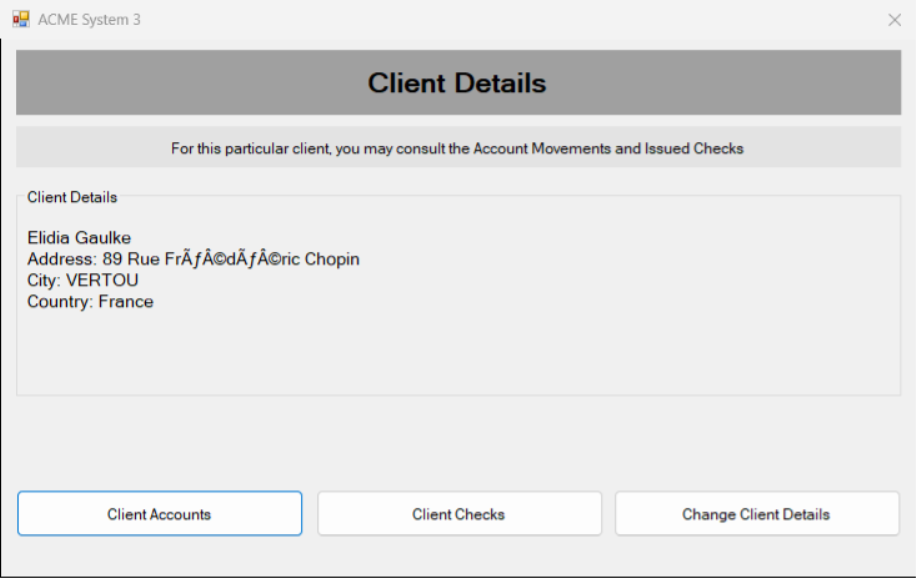 ACME System 3
Client Details
For this particular client, you may consult the Account Movements and Issued Checks
Client Details
Elidia Gaulke
Address: 89 Rue FrÃƒÂ©dÃƒÂ©ric Chopin
City: VERTOU
Country: France
Client Accounts
Client Checks
Change Client Details